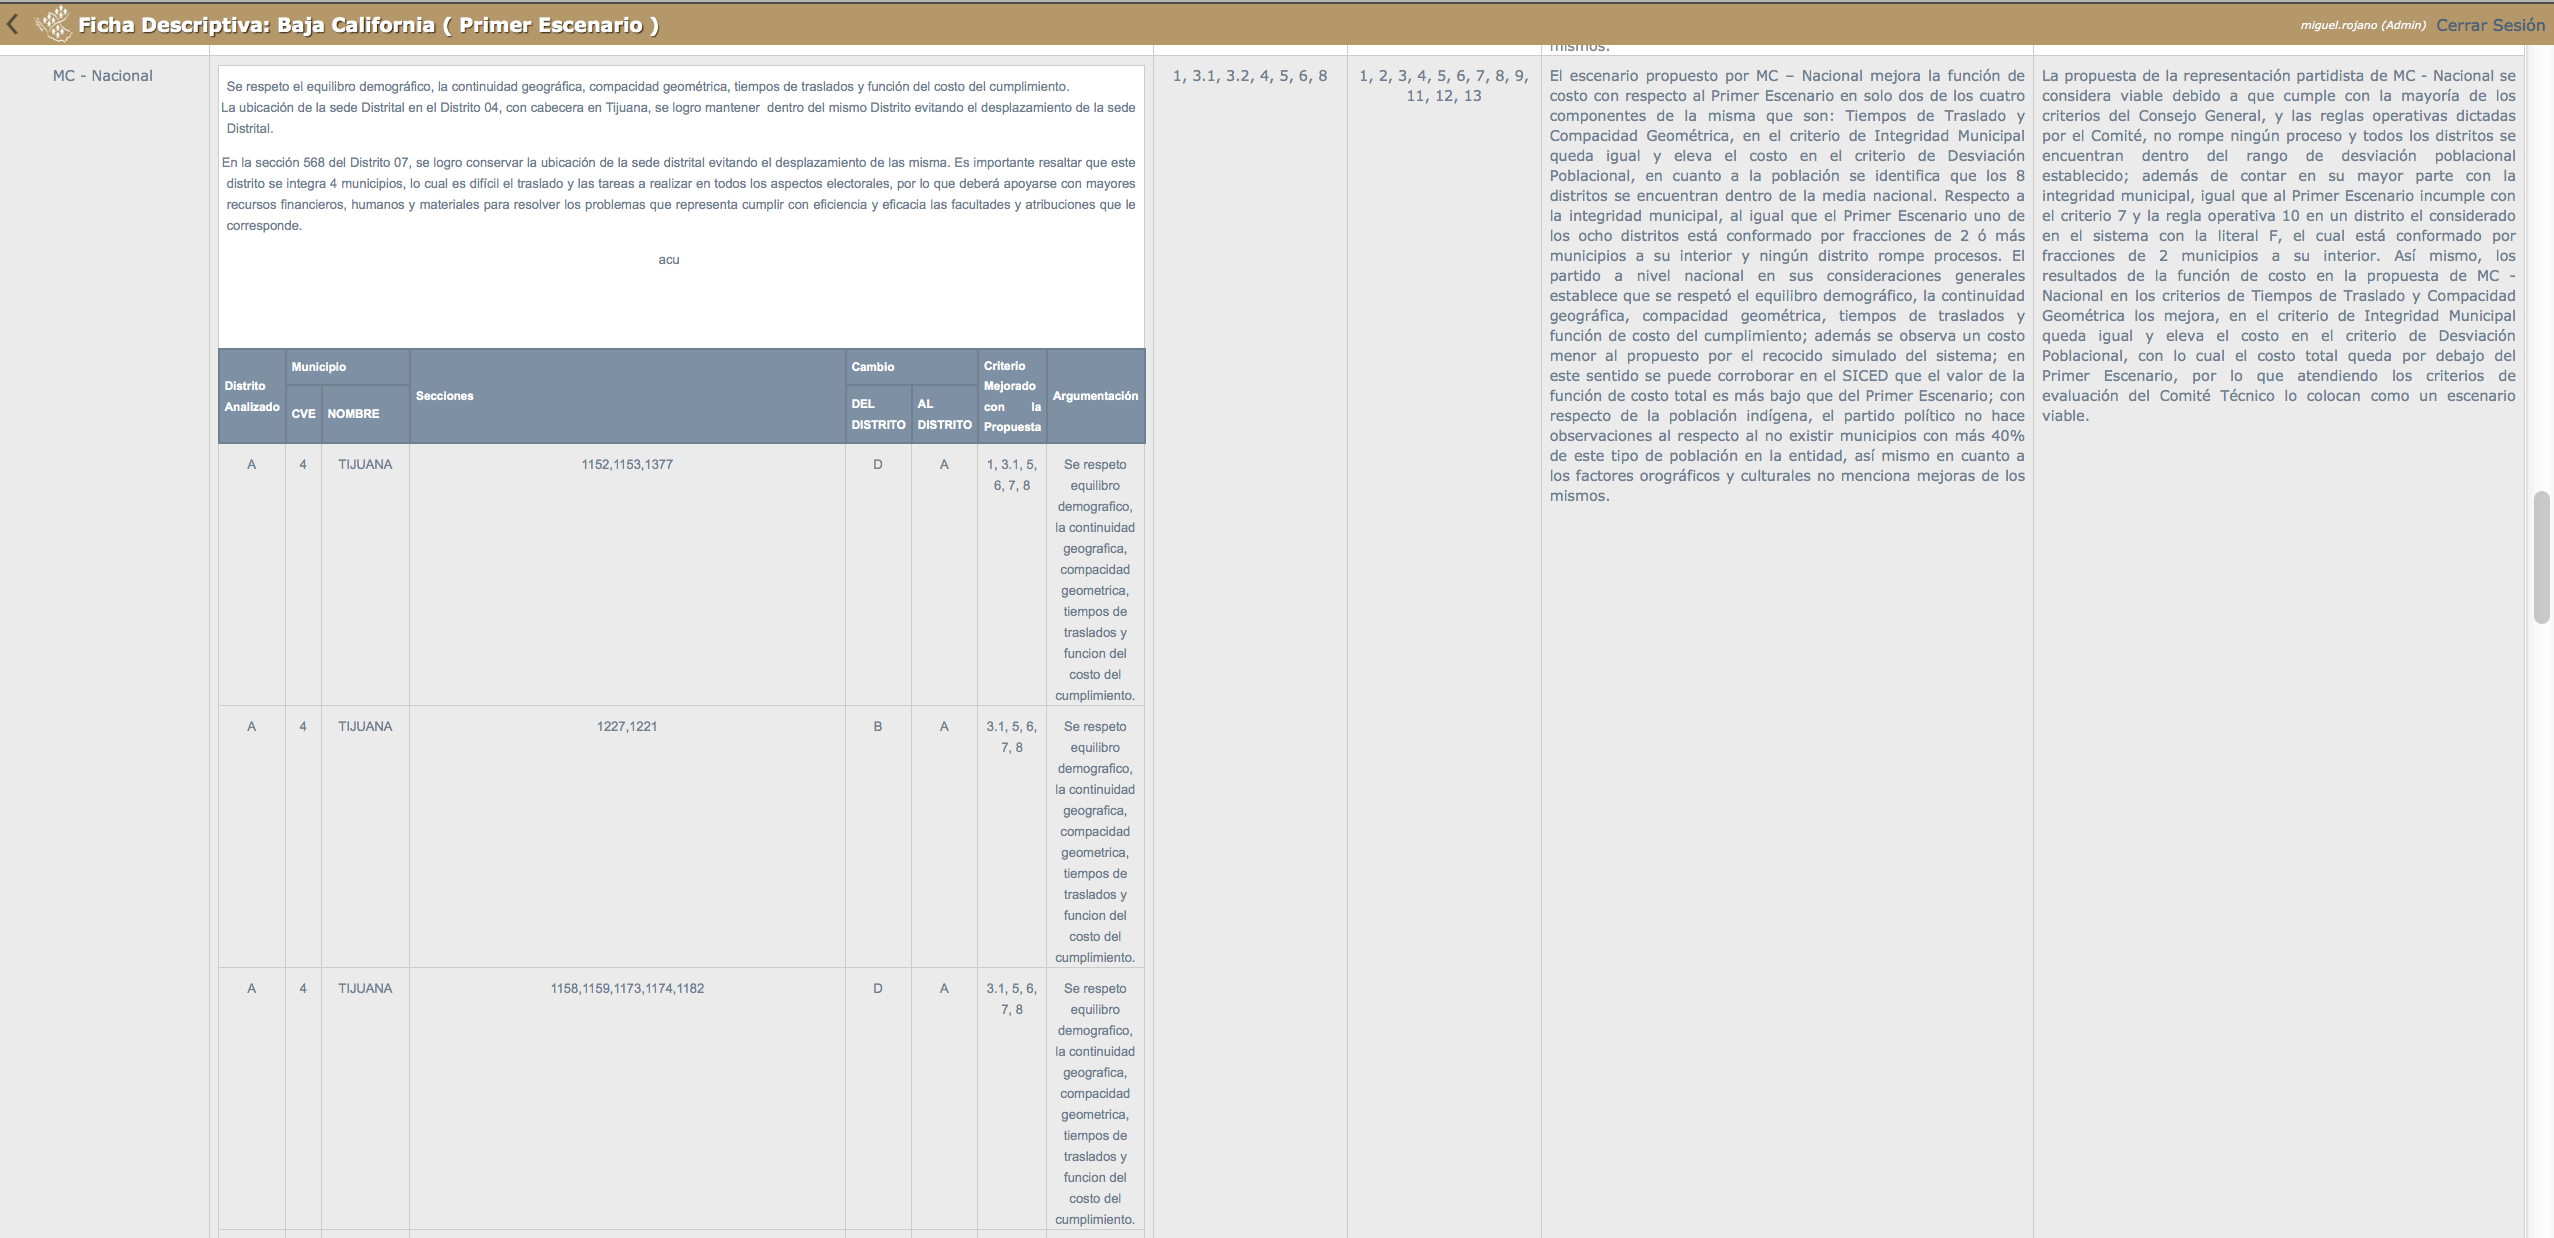 Ficha Descriptiva: Baja California ( Primer Escenario )
miguel.rojano (Admin) Cerrar Sesión
mismos.
MC - Nacional
Se respeto el equilibro demográfico, la continuidad geográfica, compacidad geométrica, tiempos de traslados y función del costo del cumplimiento.
La ubicación de la sede Distrital en el Distrito 04, con cabecera en Tijuana, se logro mantener dentro del mismo Distrito evitando el desplazamiento de la sede
Distrital.
En la sección 568 del Distrito 07, se logro conservar la ubicación de la sede distrital evitando el desplazamiento de las misma. Es importante resaltar que este
distrito se integra 4 municipios, lo cual es difícil el traslado y las tareas a realizar en todos los aspectos electorales, por lo que deberá apoyarse con mayores
recursos financieros, humanos y materiales para resolver los problemas que representa cumplir con eficiencia y eficacia las facultades y atribuciones que le
corresponde.
acu
Distrito
Analizado
Municipio
CVE
NOMBRE
Secciones
Cambio
DEL
DISTRITO
AL
DISTRITO
Criterio
Mejorado
con la
Propuesta
Argumentación
A
4
TIJUANA
1152,1153,1377
D
A
1, 3.1, 5,
6, 7, 8
Se respeto
equilibro
demografico,
la continuidad
geografica,
compacidad
geometrica,
tiempos de
traslados y
funcion del
costo del
cumplimiento.
A
4
TIJUANA
1227,1221
B
A
3.1, 5, 6,
7, 8
Se respeto
equilibro
demografico,
la continuidad
geografica,
compacidad
geometrica,
tiempos de
traslados y
funcion del
costo del
cumplimiento.
A
4
TIJUANA
1158,1159,1173,1174,1182
D
A
3.1, 5, 6,
7, 8
Se respeto
equilibro
demografico,
la continuidad
geografica,
compacidad
geometrica,
tiempos de
traslados y
funcion del
costo del
cumplimiento.
1, 3.1, 3.2, 4, 5, 6, 8
1, 2, 3, 4, 5, 6, 7, 8, 9,
11, 12, 13
El escenario propuesto por MC – Nacional mejora la función de
costo con respecto al Primer Escenario en solo dos de los cuatro
componentes de la misma que son: Tiempos de Traslado y
Compacidad Geométrica, en el criterio de Integridad Municipal
queda igual y eleva el costo en el criterio de Desviación
Poblacional, en cuanto a la población se identifica que los 8
distritos se encuentran dentro de la media nacional. Respecto a
la integridad municipal, al igual que el Primer Escenario uno de
los ocho distritos está conformado por fracciones de 2 ó más
municipios a su interior y ningún distrito rompe procesos. El
partido a nivel nacional en sus consideraciones generales
establece que se respetó el equilibro demográfico, la continuidad
geográfica, compacidad geométrica, tiempos de traslados y
función de costo del cumplimiento; además se observa un costo
menor al propuesto por el recocido simulado del sistema; en
este sentido se puede corroborar en el SICED que el valor de la
función de costo total es más bajo que del Primer Escenario; con
respecto de la población indígena, el partido político no hace
observaciones al respecto al no existir municipios con más 40%
de este tipo de población en la entidad, así mismo en cuanto a
los factores orográficos y culturales no menciona mejoras de los
mismos.
La propuesta de la representación partidista de MC - Nacional se
considera viable debido a que cumple con la mayoría de los
criterios del Consejo General, y las reglas operativas dictadas
por el Comité, no rompe ningún proceso y todos los distritos se
encuentran dentro del rango de desviación poblacional
establecido; además de contar en su mayor parte con la
integridad municipal, igual que al Primer Escenario incumple con
el criterio 7 y la regla operativa 10 en un distrito el considerado
en el sistema con la literal F, el cual está conformado por
fracciones de 2 municipios a su interior. Así mismo, los
resultados de la función de costo en la propuesta de MC -
Nacional en los criterios de Tiempos de Traslado y Compacidad
Geométrica los mejora, en el criterio de Integridad Municipal
queda igual y eleva el costo en el criterio de Desviación
Poblacional, con lo cual el costo total queda por debajo del
Primer Escenario, por lo que atendiendo los criterios de
evaluación del Comité Técnico lo colocan como un escenario
viable.